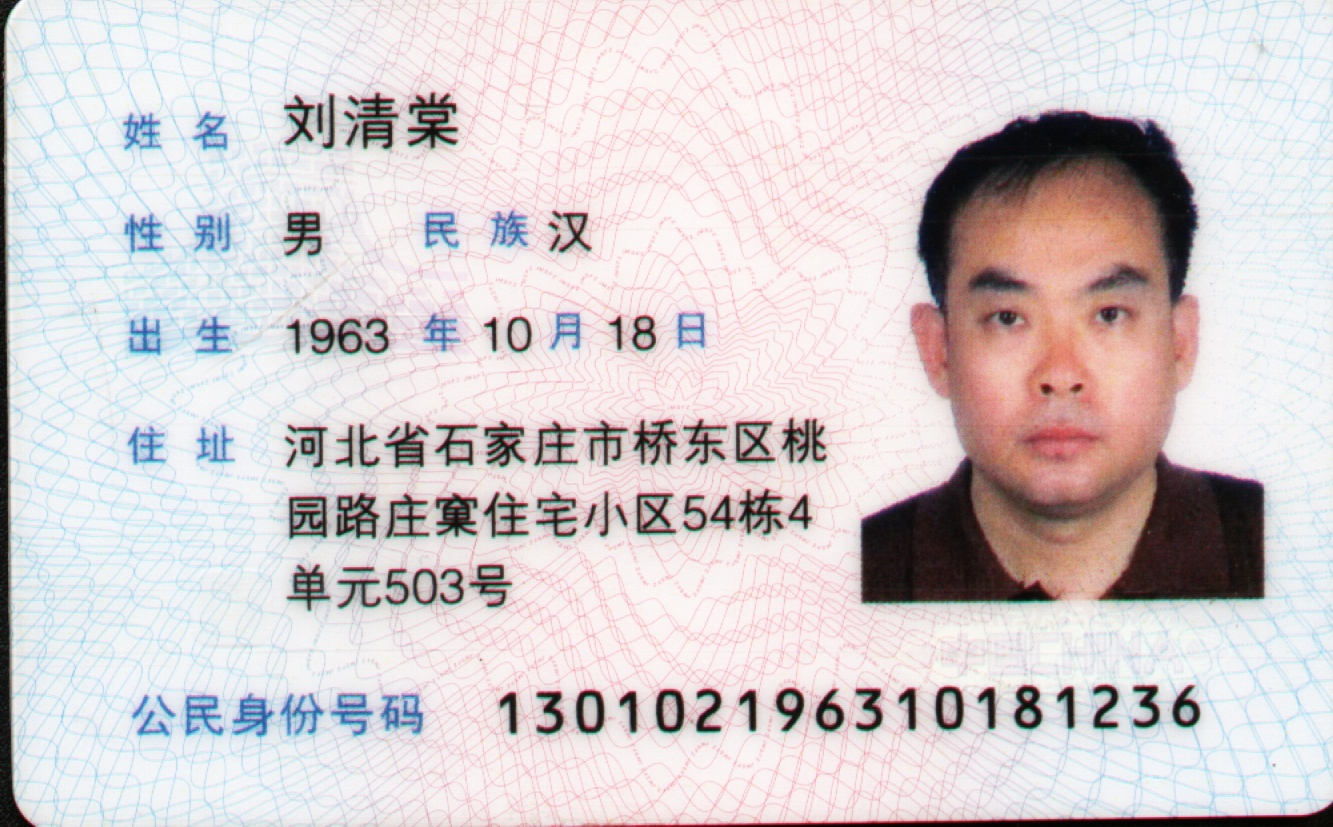 姓名 刘清棠
性别 男 民族 汉
出生 1963 年 10 月 18 日
住址 河北省石家庄市桥东区桃
园路庄窠住宅小区54栋4
单元503号
公民身份号码 130102196310181236